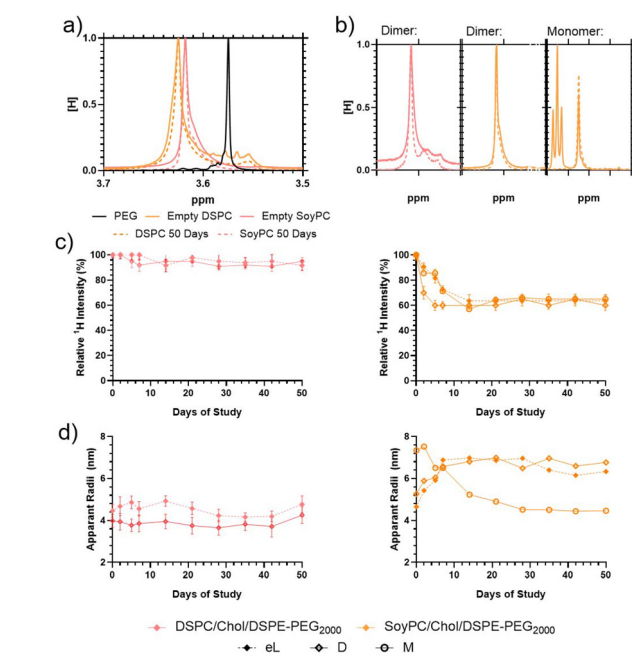 a)
1.0
0.5
0.0
[H]
3.7
3.6
3.5
ppm
PEG
Empty DSPC
Empty SoyPC
DSPC 50 Days
SoyPC 50 Days
b)
Dimer:
Dimer:
Monomer:
1.0
0.5
0.0
[H]
ppm
ppm
ppm
c)
100
80
60
40
20
0
Relative ¹H Intensity (%)
0
10
20
30
40
50
Days of Study
100
80
60
40
20
0
Relative ¹H Intensity (%)
0
10
20
30
40
50
Days of Study
d)
8
6
4
2
Apparant Radii (nm)
0
10
20
30
40
50
Days of Study
8
6
4
2
Apparant Radii (nm)
0
10
20
30
40
50
Days of Study
DSPC/Chol/DSPE-PEG₂₀₀₀
SoyPC/Chol/DSPE-PEG₂₀₀₀
eL
D
M